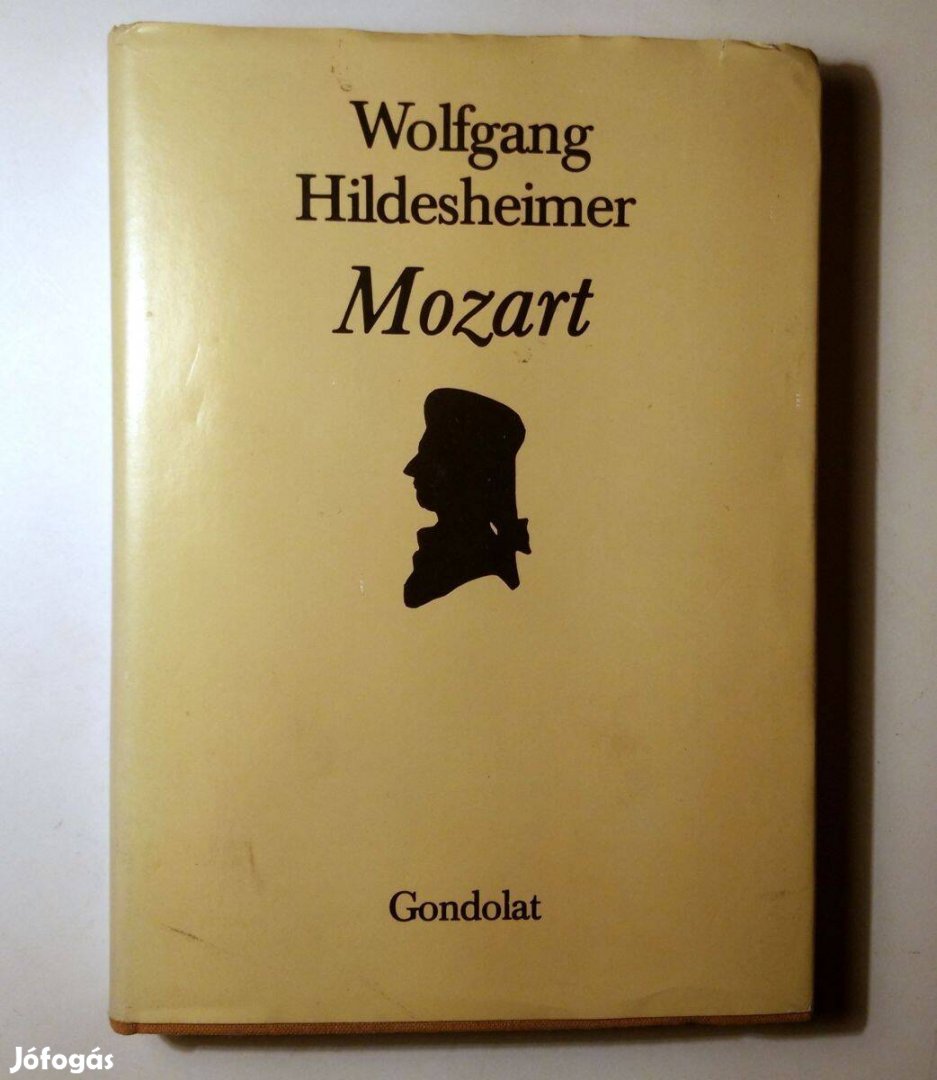 Wolfgang
Hildesheimer
Mozart
Gondolat
Jófogás